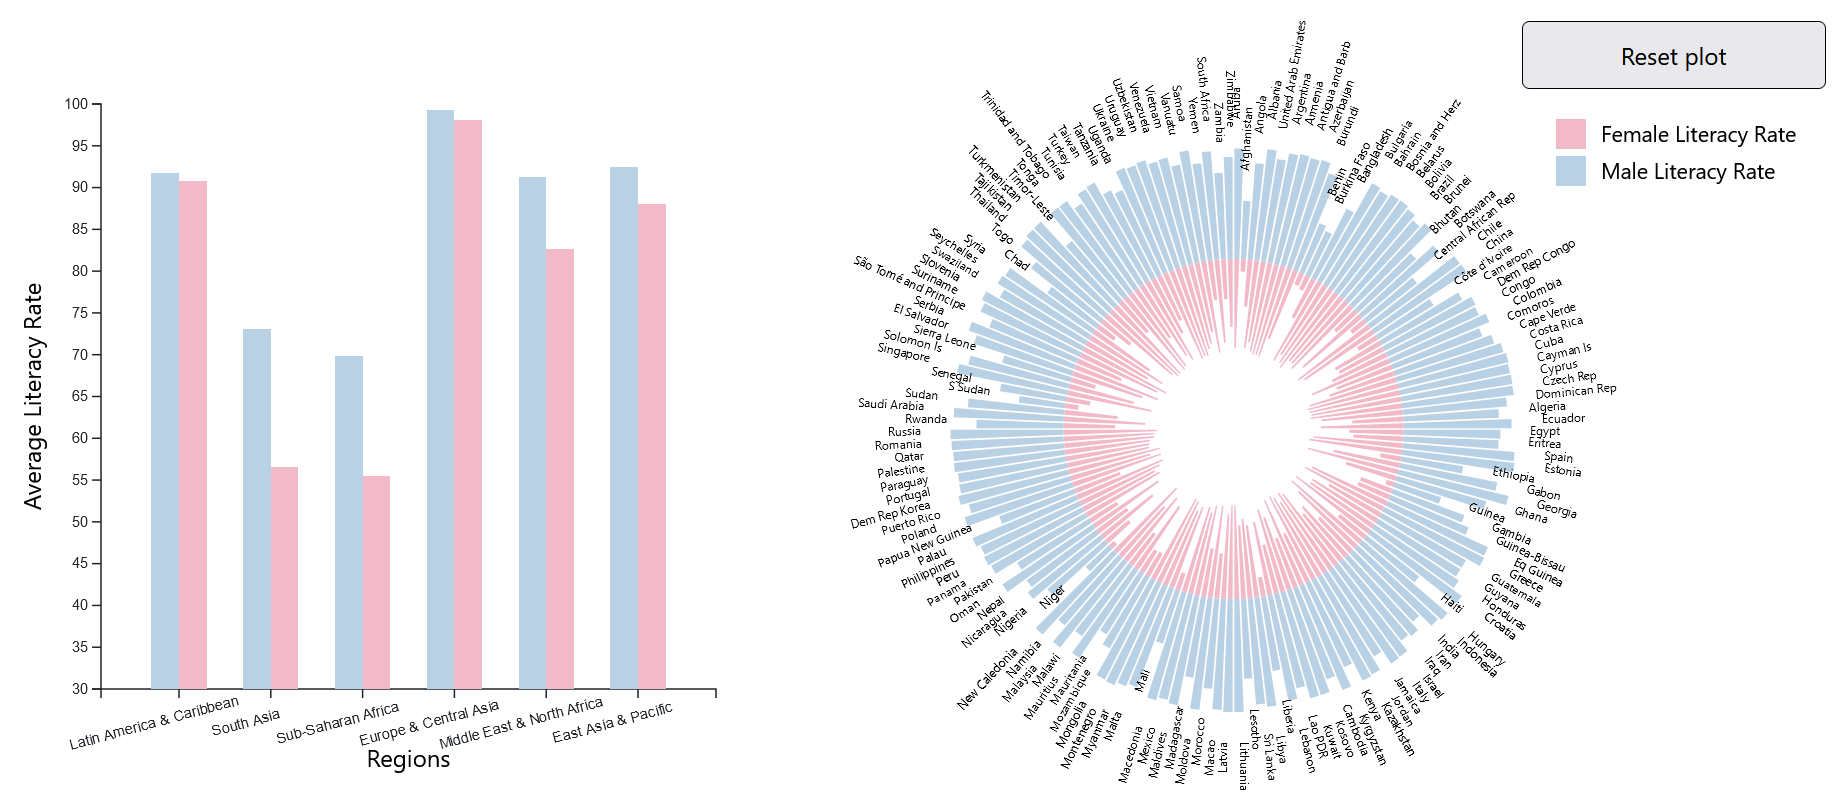 Reset plot
Female Literacy Rate
Male Literacy Rate
100
95
90
85
80
75
70
65
60
55
50
45
40
35
30
Average Literacy Rate
Latin America & Caribbean
South Asia
Sub-Saharan Africa
Europe & Central Asia
Middle East & North Africa
East Asia & Pacific
Regions
Aruba
Afghanistan
Angola
Albania
United Arab Emirates
Argentina
Armenia
Antigua and Barb
Azerbaijan
Burundi
Benin
Burkina Faso
Bangladesh
Bulgaria
Bahrain
Bosnia and Herz
Belarus
Bolivia
Brazil
Brunei
Bhutan
Botswana
Central African Rep
Chile
China
Côte d'Ivoire
Cameroon
Dem Rep Congo
Congo
Colombia
Comoros
Cape Verde
Costa Rica
Cuba
Cayman Is
Cyprus
Czech Rep
Dominican Rep
Algeria
Ecuador
Egypt
Eritrea
Spain
Estonia
Ethiopia
Gabon
Georgia
Ghana
Guinea
Gambia
Guinea-Bissau
Eq Guinea
Greece
Guatemala
Guyana
Honduras
Croatia
Haiti
Hungary
Indonesia
India
Iran
Iraq
Israel
Italy
Jamaica
Jordan
Kazakhstan
Kenya
Kyrgyzstan
Cambodia
Kosovo
Kuwait
Lao PDR
Lebanon
Liberia
Libya
Sri Lanka
Lesotho
Lithuania
Latvia
Macao
Morocco
Moldova
Madagascar
Maldives
Mexico
Macedonia
Mali
Malta
Myanmar
Montenegro
Mongolia
Mozambique
Mauritania
Mauritius
Malawi
Malaysia
Namibia
New Caledonia
Niger
Nigeria
Nicaragua
Nepal
Oman
Pakistan
Panama
Peru
Philippines
Palau
Papua New Guinea
Poland
Puerto Rico
Dem Rep Korea
Portugal
Paraguay
Palestine
Qatar
Romania
Russia
Rwanda
Saudi Arabia
Sudan
S Sudan
Senegal
Singapore
Solomon Is
Sierra Leone
El Salvador
Serbia
São Tomé and Principe
Suriname
Slovenia
Swaziland
Seychelles
Syria
Chad
Togo
Thailand
Tajikistan
Turkmenistan
Timor-Leste
Tonga
Trinidad and Tobago
Tunisia
Turkey
Taiwan
Tanzania
Uganda
Ukraine
Uruguay
Uzbekistan
Venezuela
Vietnam
Vanuatu
Samoa
Yemen
South Africa
Zambia
Zimbabwe